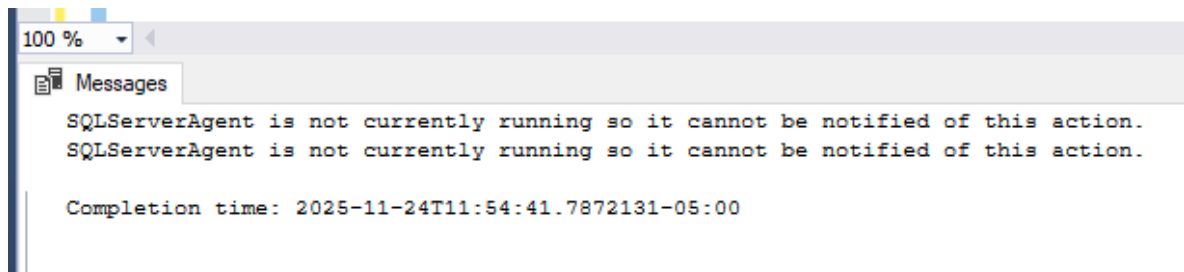 100 %
Messages
SQLServerAgent is not currently running so it cannot be notified of this action.
SQLServerAgent is not currently running so it cannot be notified of this action.
Completion time: 2025-11-24T11:54:41.7872131-05:00